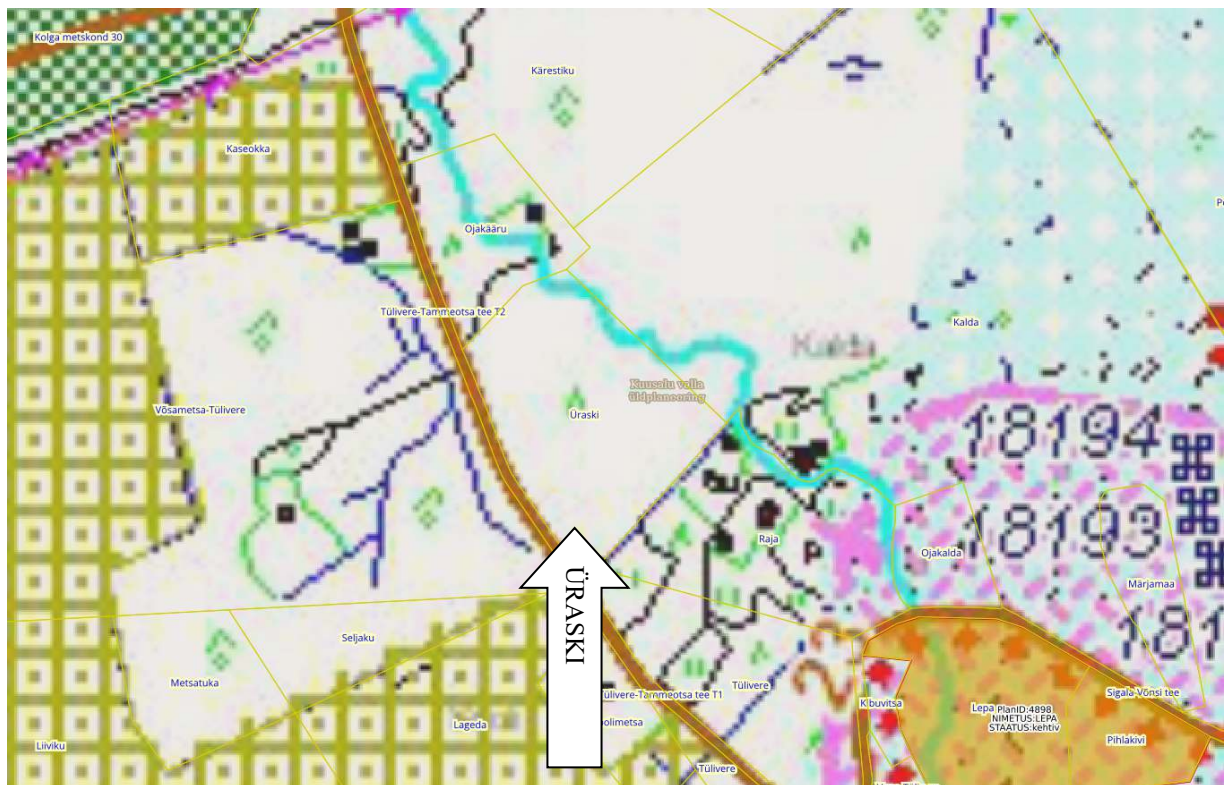 Kolga metskond 30
Kärestiku
Kaseokka
Ojakääru
Tülivere-Tammeotsa tee T2
Kalda
Kalda
Kuusalu valla
üldplaneering
Võsametsa-Tülivere
Üraski
18194
18193
Raja
P
Ojakalda
Märjamaa
181
ÜRASKI
Seljaku
Metsatuka
Tülivere
Tülivere-Tammeotsa tee T1
Kibuvitsa
Lepa
PlanID:4898
NIMETUS:LEPA
STAATUS:kehtiv
Sigala-Võnsi tee
Lageda
olimetsa
Liiviku
Pihlakivi
Tülivere